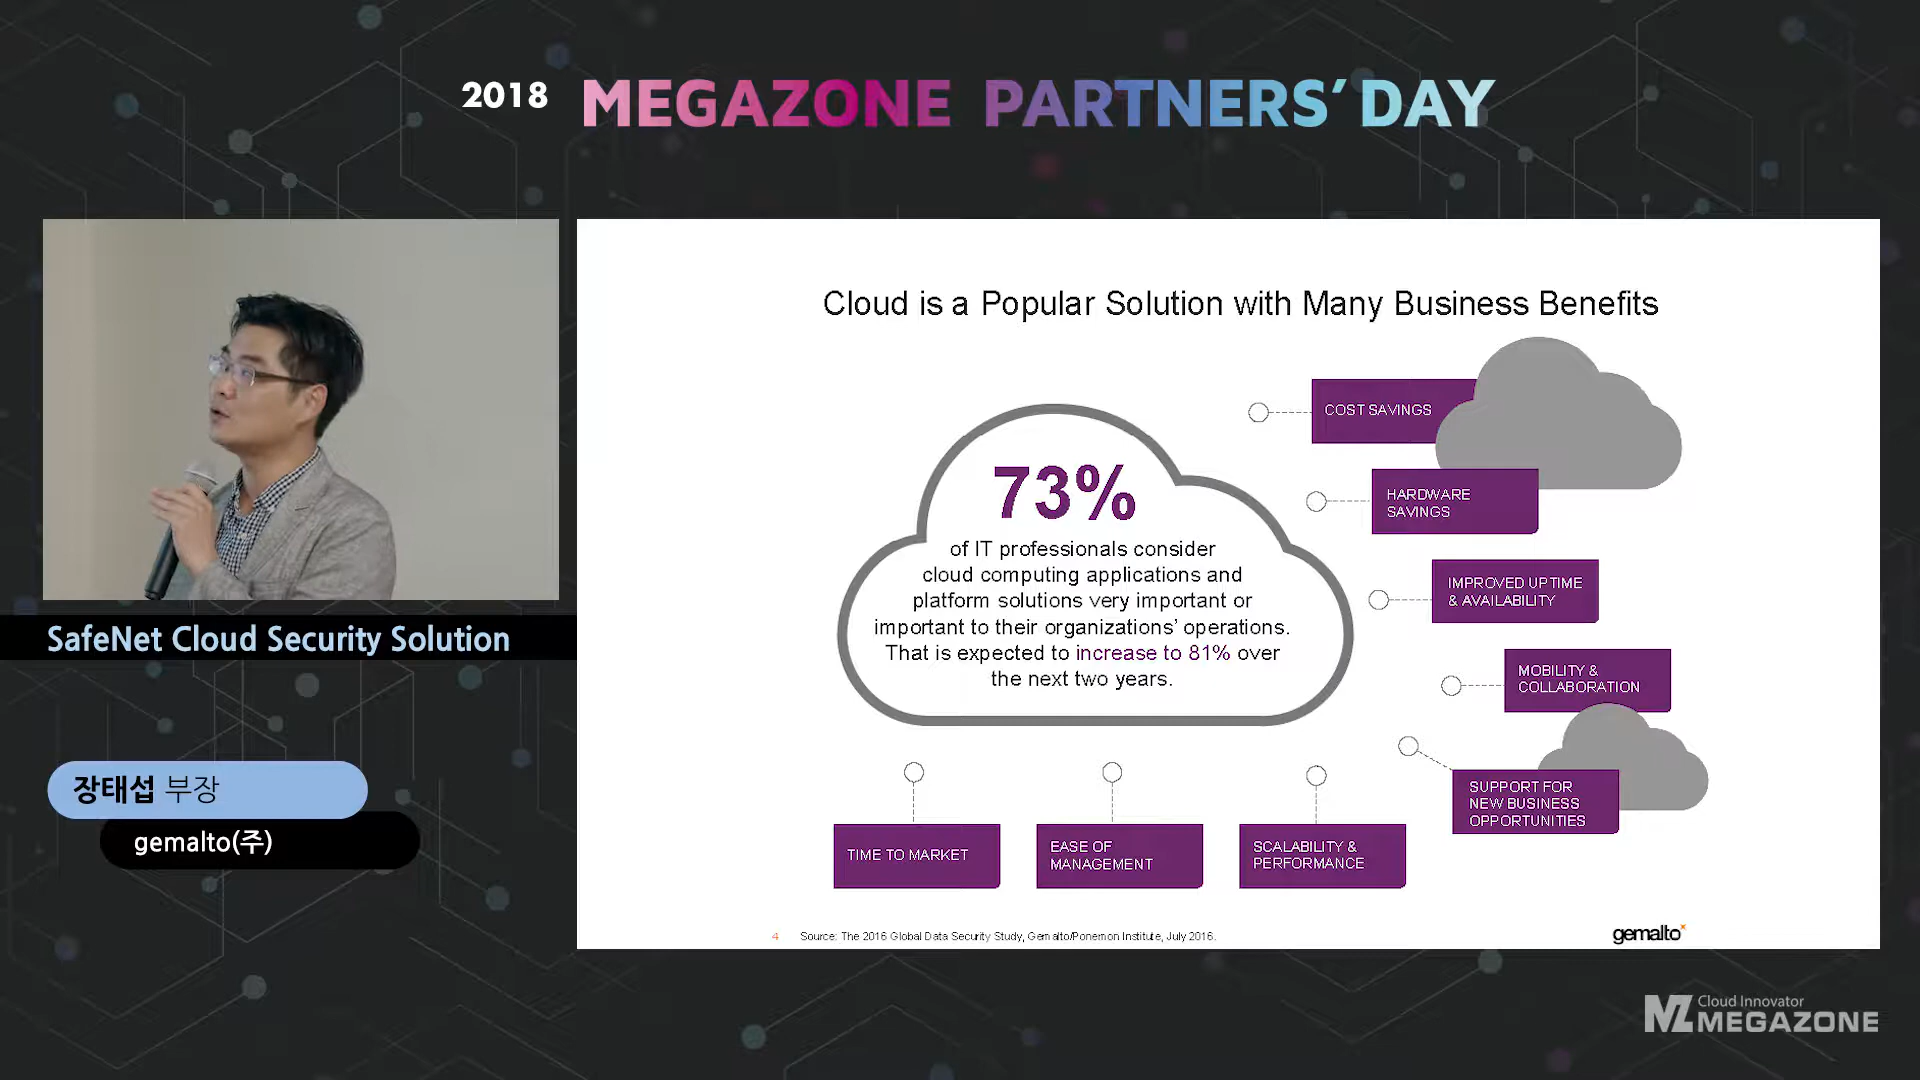 2018 MEGAZONE PARTNERS' DAY
SafeNet Cloud Security Solution
장태섭 부장
gemalto(주)
Cloud is a Popular Solution with Many Business Benefits
73%
of IT professionals consider
cloud computing applications and
platform solutions very important or
important to their organizations' operations.
That is expected to increase to 81% over
the next two years.
COST SAVINGS
HARDWARE
SAVINGS
IMPROVED UPTIME
& AVAILABILITY
MOBILITY &
COLLABORATION
SUPPORT FOR
NEW BUSINESS
OPPORTUNITIES
TIME TO MARKET
EASE OF
MANAGEMENT
SCALABILITY &
PERFORMANCE
4 Source: The 2016 Global Data Security Study, Gemalto/Ponemon Institute, July 2016.
gemalto
MZ Cloud Innovator
MEGAZONE